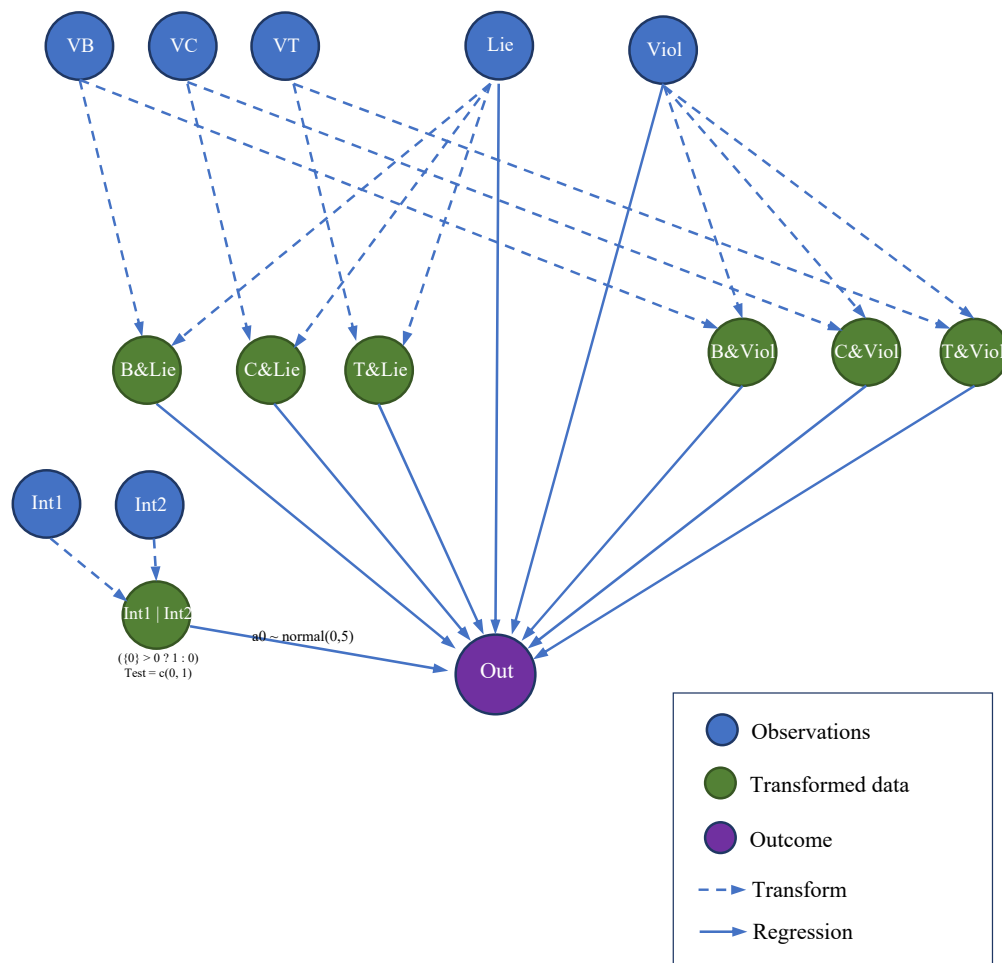 VB
VC
VT
Lie
Viol
B&Lie
C&Lie
T&Lie
B&Viol
C&Viol
T&Viol
Int1
Int2
Int1 | Int2
({0} > 0 ? 1 : 0)
Test = c(0, 1)
a0 ~ normal(0,5)
Out
Observations
Transformed data
Outcome
Transform
Regression